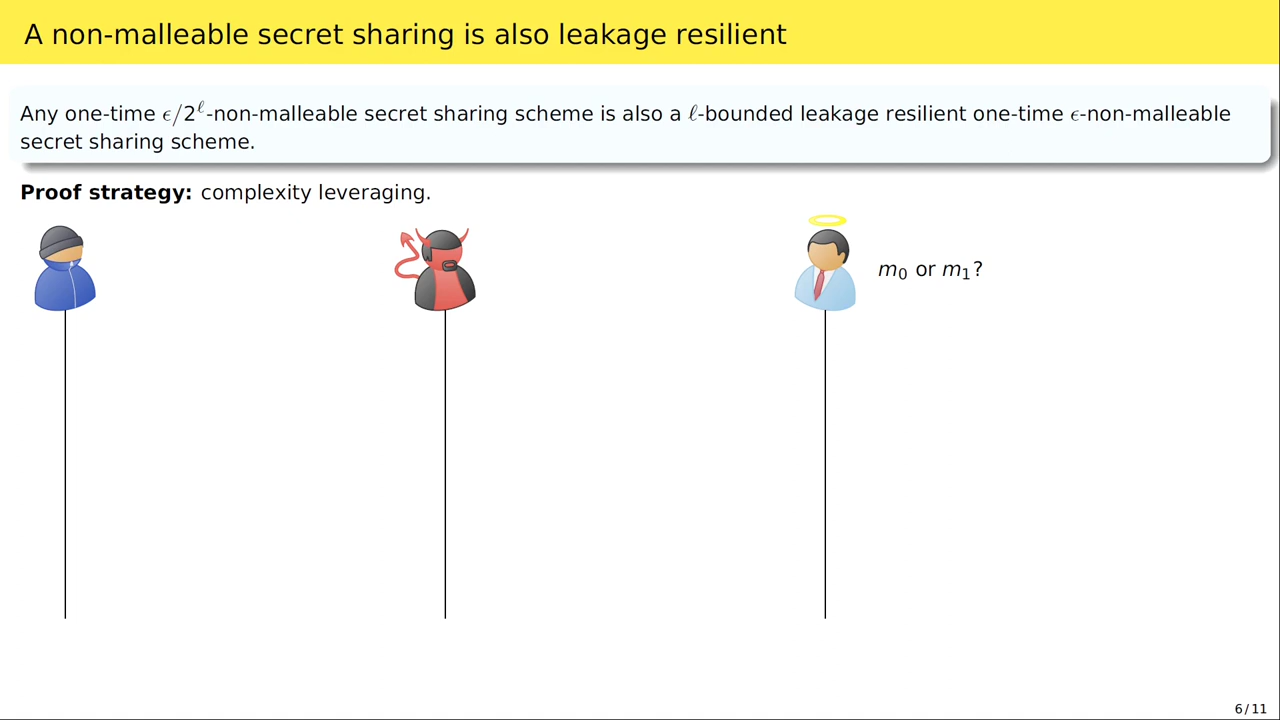 A non-malleable secret sharing is also leakage resilient
Any one-time ϵ/2^ℓ-non-malleable secret sharing scheme is also a ℓ-bounded leakage resilient one-time ϵ-non-malleable
secret sharing scheme.
Proof strategy: complexity leveraging.
m₀ or m₁?
6/11